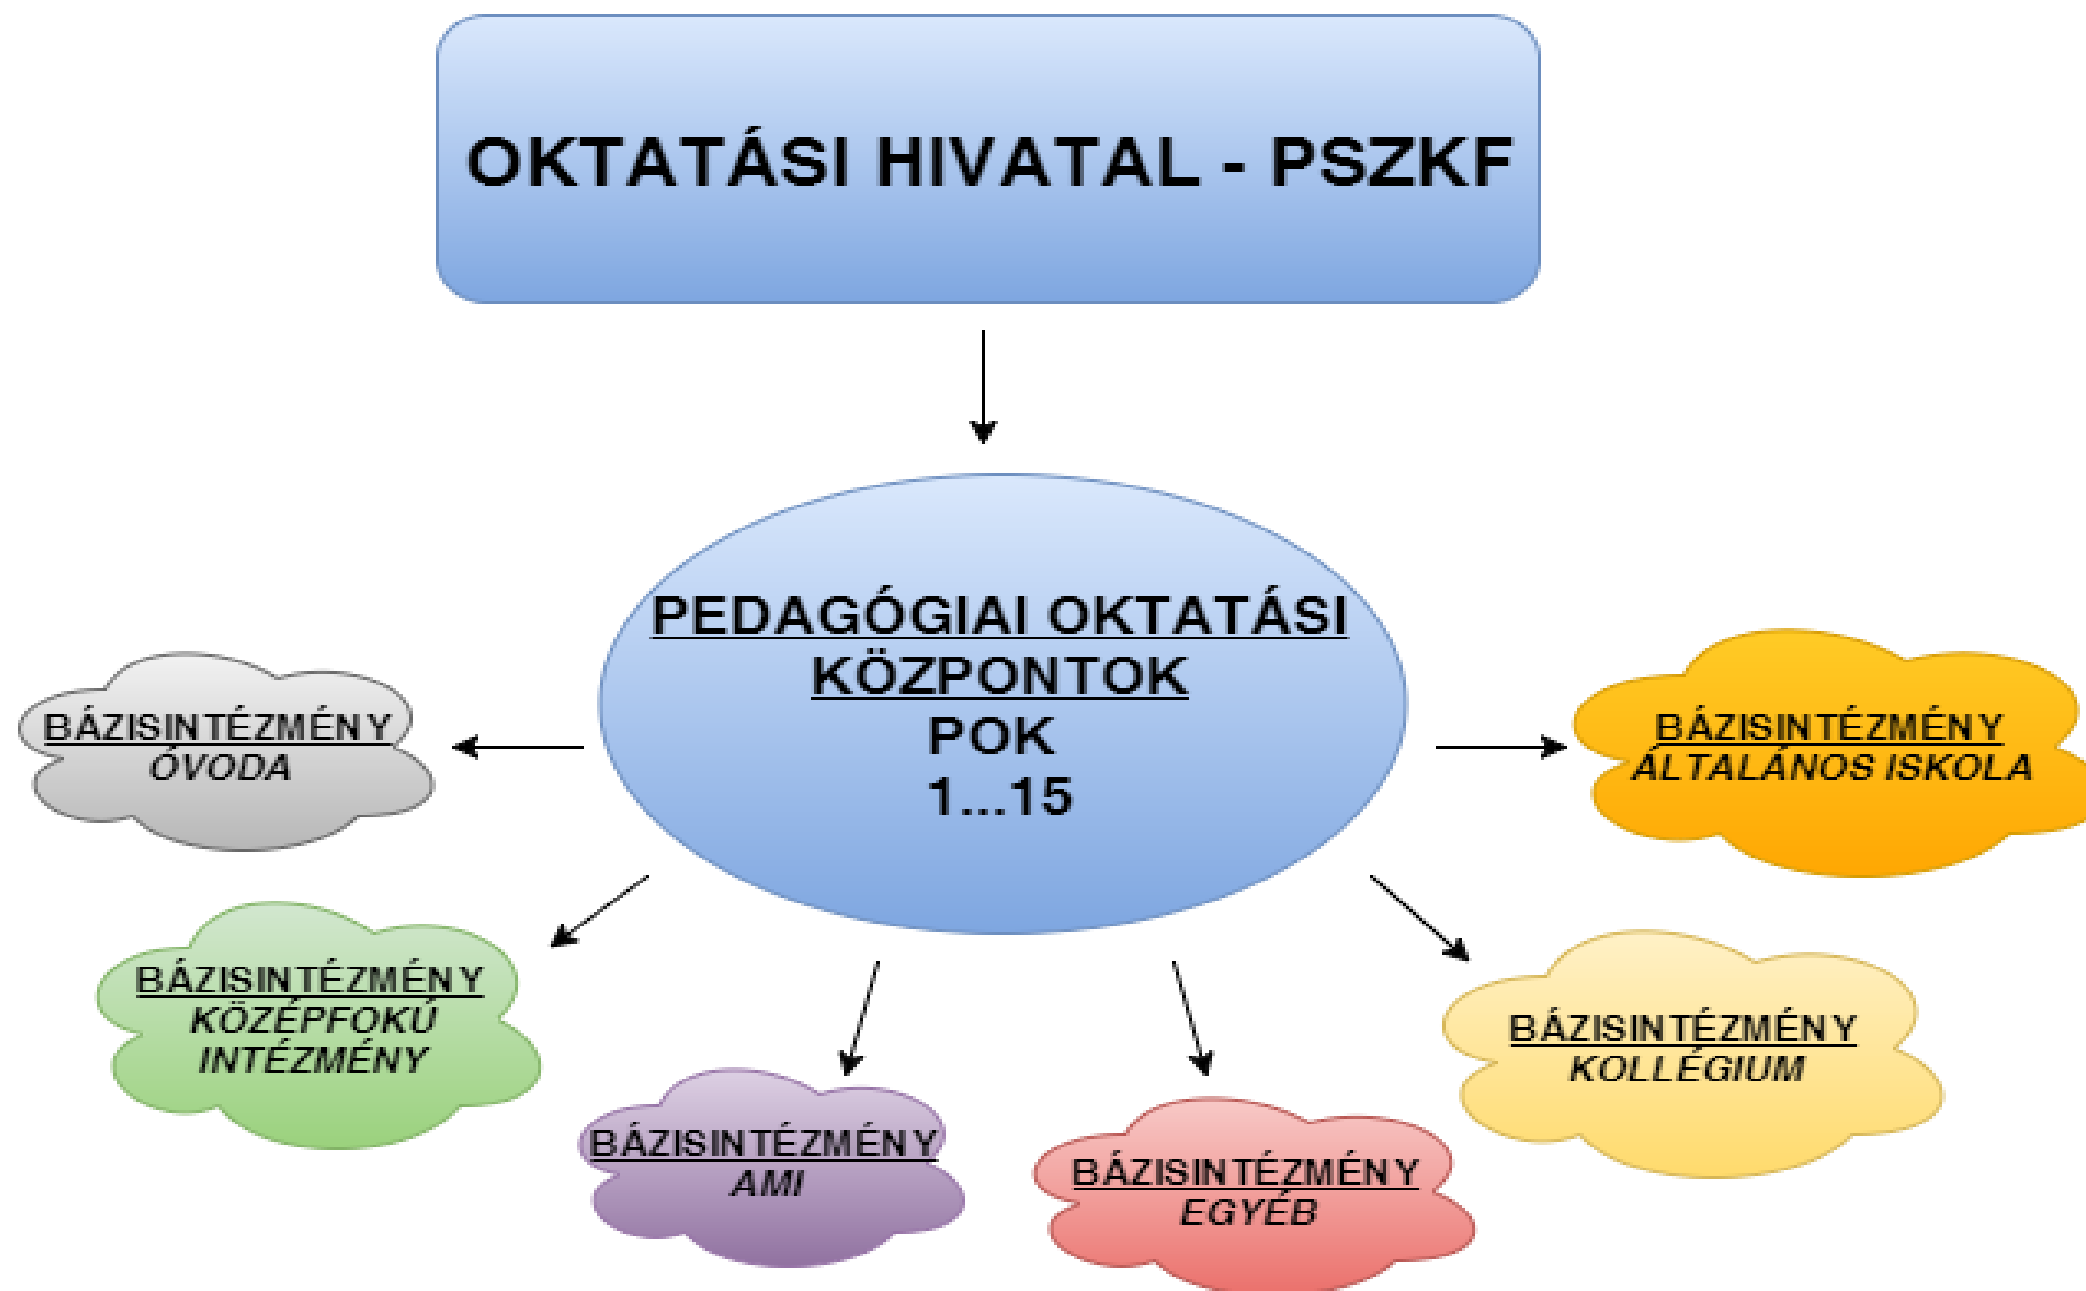 OKTATÁSI HIVATAL - PSZKF
PEDAGÓGIAI OKTATÁSI
KÖZPONTOK
POK
1...15
BÁZISINTÉZMÉNY
ÓVODA
BÁZISINTÉZMÉNY
ÁLTALÁNOS ISKOLA
BÁZISINTÉZMÉNY
KÖZÉPFOKÚ
INTÉZMÉNY
BÁZISINTÉZMÉNY
KOLLÉGIUM
BÁZISINTÉZMÉNY
AMI
BÁZISINTÉZMÉNY
EGYÉB